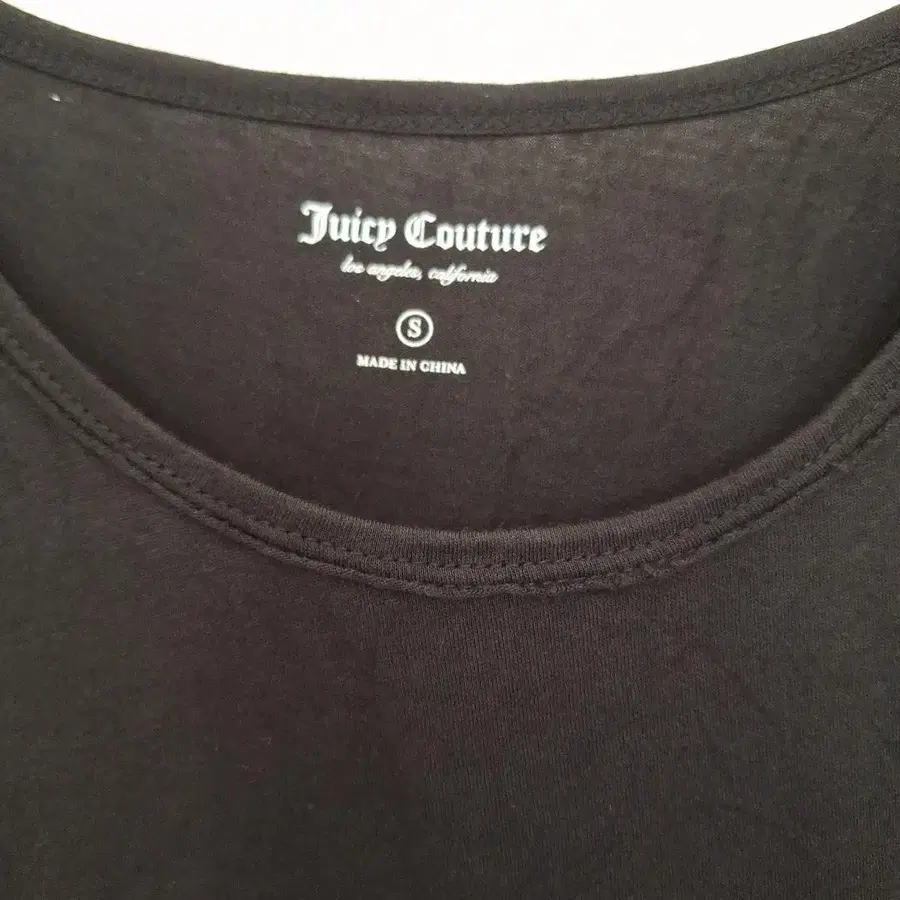 Juicy Couture
los angeles, california
S
MADE IN CHINA